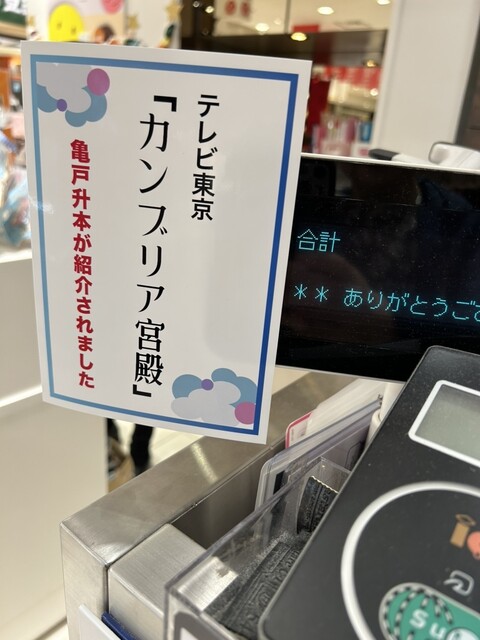 テレビ東京
「カンブリア宮殿」
亀戸升本が紹介されました
合計
** ありがとうござ